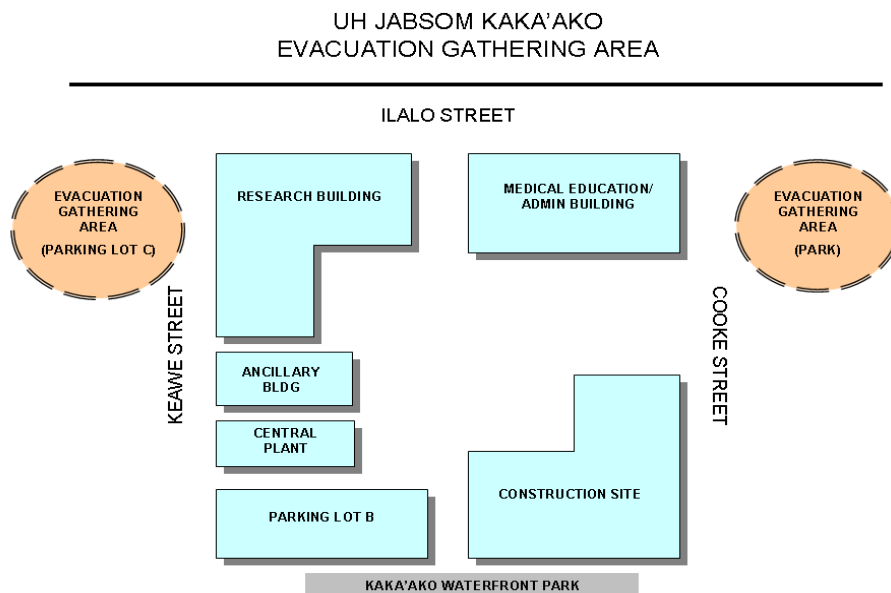 UH JABSOM KAKA'AKO
EVACUATION GATHERING AREA
ILALO STREET
EVACUATION
GATHERING
AREA
(PARKING LOT C)
RESEARCH BUILDING
MEDICAL EDUCATION/
ADMIN BUILDING
EVACUATION
GATHERING
AREA
(PARK)
KEAWE STREET
COOKE STREET
ANCILLARY
BLDG
CENTRAL
PLANT
PARKING LOT B
CONSTRUCTION SITE
KAKA'AKO WATERFRONT PARK